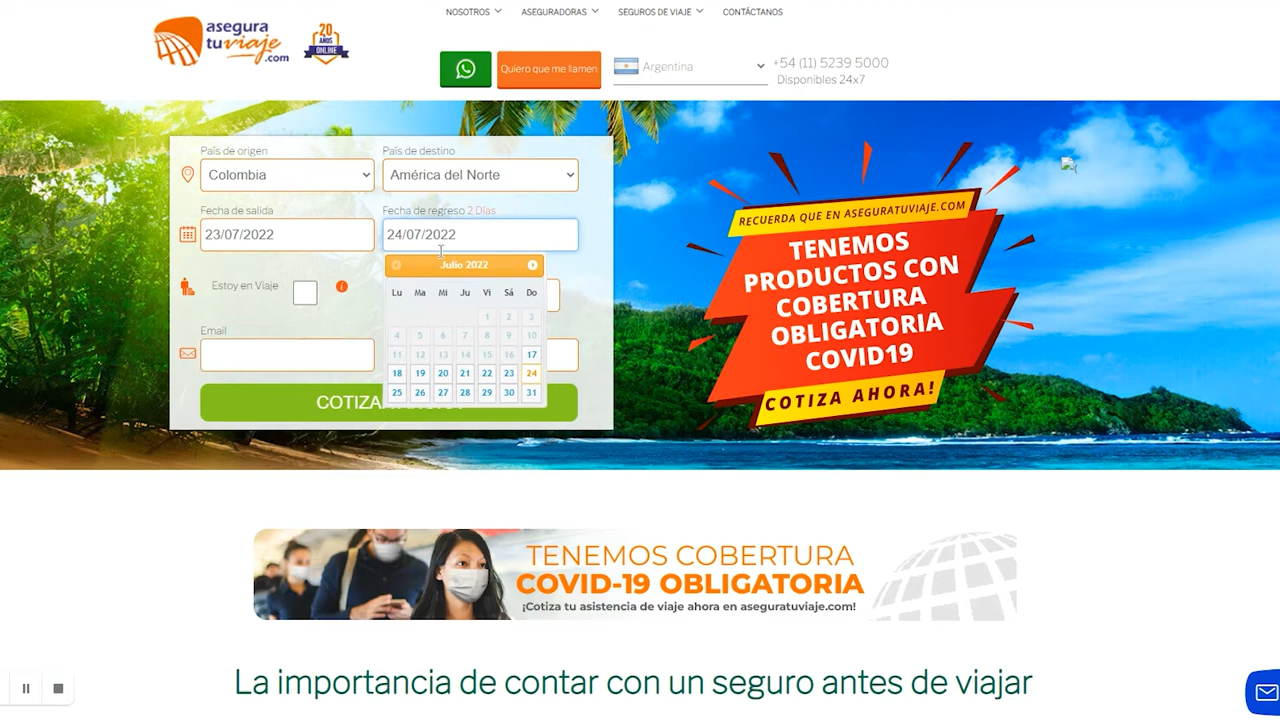 NOSOTROS
ASEGURADORAS
SEGUROS DE VIAJE
CONTÁCTANOS
asegura
tuviaje
.com
20
AÑOS
ONLINE
Quiero que me llamen
Argentina
+54 (11) 5239 5000
Disponibles 24x7
País de origen
País de destino
Colombia
América del Norte
Fecha de salida
Fecha de regreso 2 Días
23/07/2022
24/07/2022
Estoy en Viaje
i
Julio 2022
Lu Ma Mi Ju Vi Sá Do
1 2 3
4 5 6 7 8 9 10
11 12 13 14 15 16 17
18 19 20 21 22 23 24
25 26 27 28 29 30 31
Email
RECUERDA QUE EN ASEGURATUVIAJE.COM
TENEMOS
PRODUCTOS CON
COBERTURA
OBLIGATORIA
COVID19
COTIZA AHORA!
TENEMOS COBERTURA
COVID-19 OBLIGATORIA
¡Cotiza tu asistencia de viaje ahora en aseguratuviaje.com!
La importancia de contar con un seguro antes de viajar